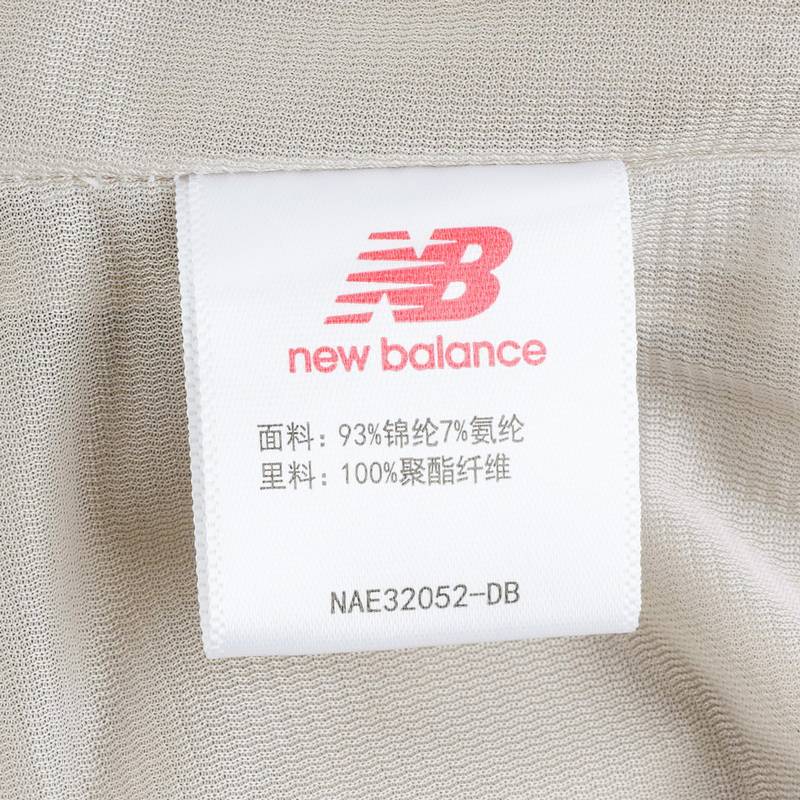 NB
new balance
面料：93%锦纶7%氨纶
里料：100%聚酯纤维
NAE32052-DB